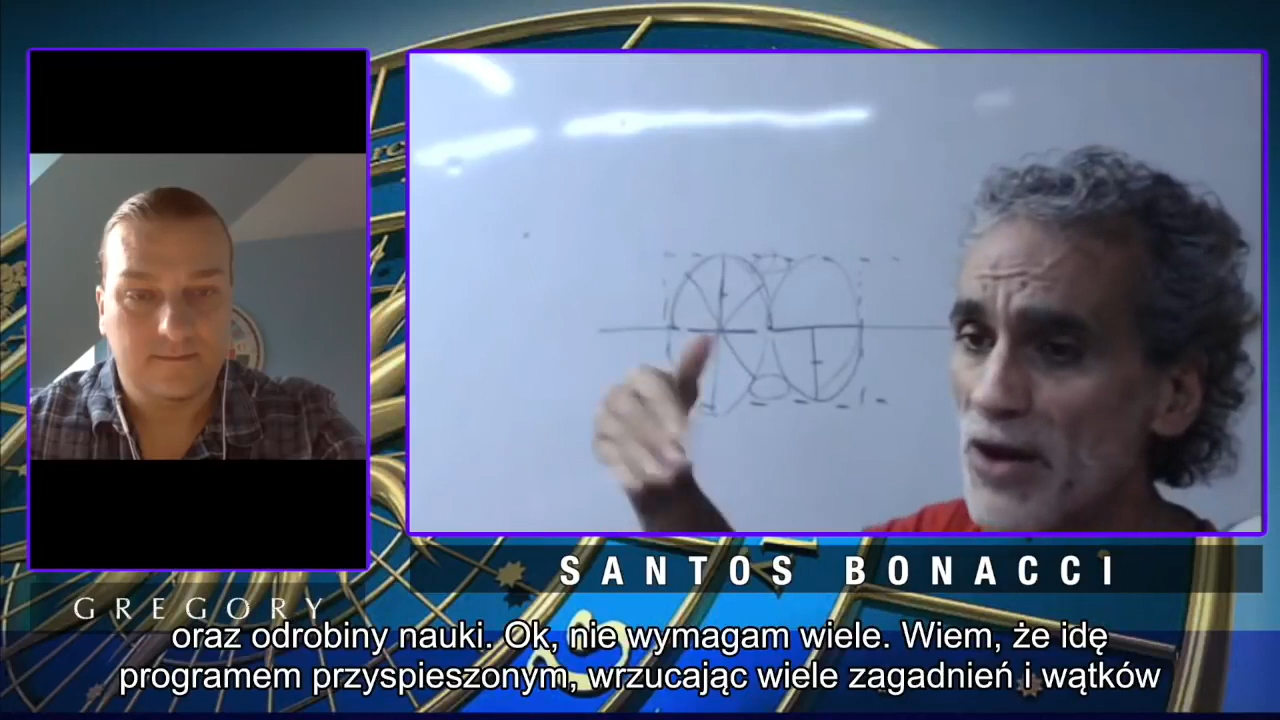 SANTOS BONACCI
GREGORY
oraz odrobiny nauki. Ok, nie wymagam wiele. Wiem, że idę
programem przyspieszonym, wrzucając wiele zagadnień i wątków